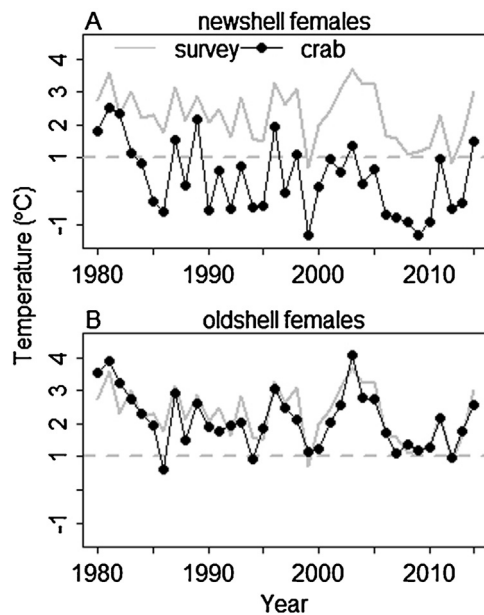 A newshell females
survey crab
4
3
2
1
-1
1980 1990 2000 2010
Temperature (ºC)
B oldshell females
4
3
2
1
-1
1980 1990 2000 2010
Year